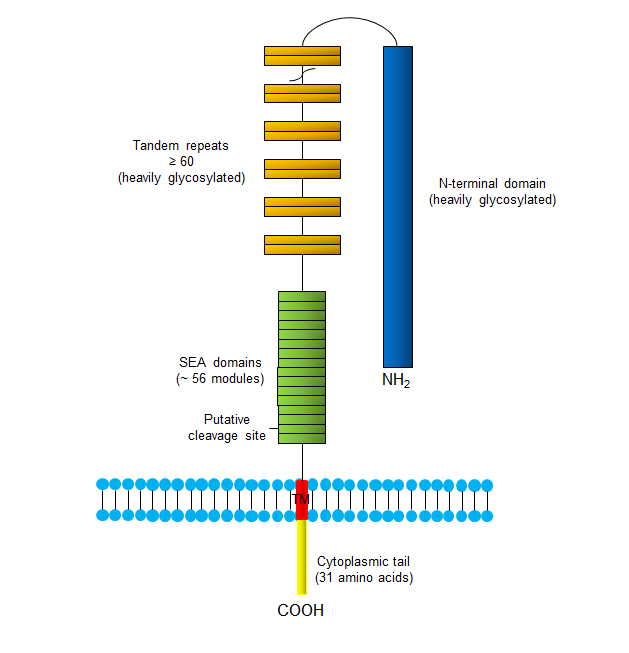 Tandem repeats
≥ 60
(heavily glycosylated)
N-terminal domain
(heavily glycosylated)
SEA domains
(~ 56 modules)
NH₂
Putative
cleavage site
TM
Cytoplasmic tail
(31 amino acids)
COOH